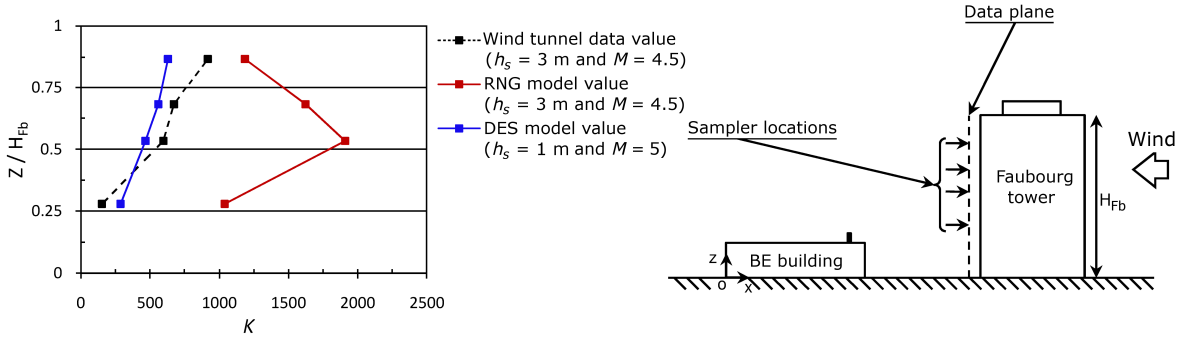 1
0.75
0.5
0.25
0
Z / H_Fb
0 500 1000 1500 2000 2500
K
Wind tunnel data value
(h_s = 3 m and M = 4.5)
RNG model value
(h_s = 3 m and M = 4.5)
DES model value
(h_s = 1 m and M = 5)
Data plane
Sampler locations
Wind
Faubourg
tower
H_Fb
BE building
z
o
x